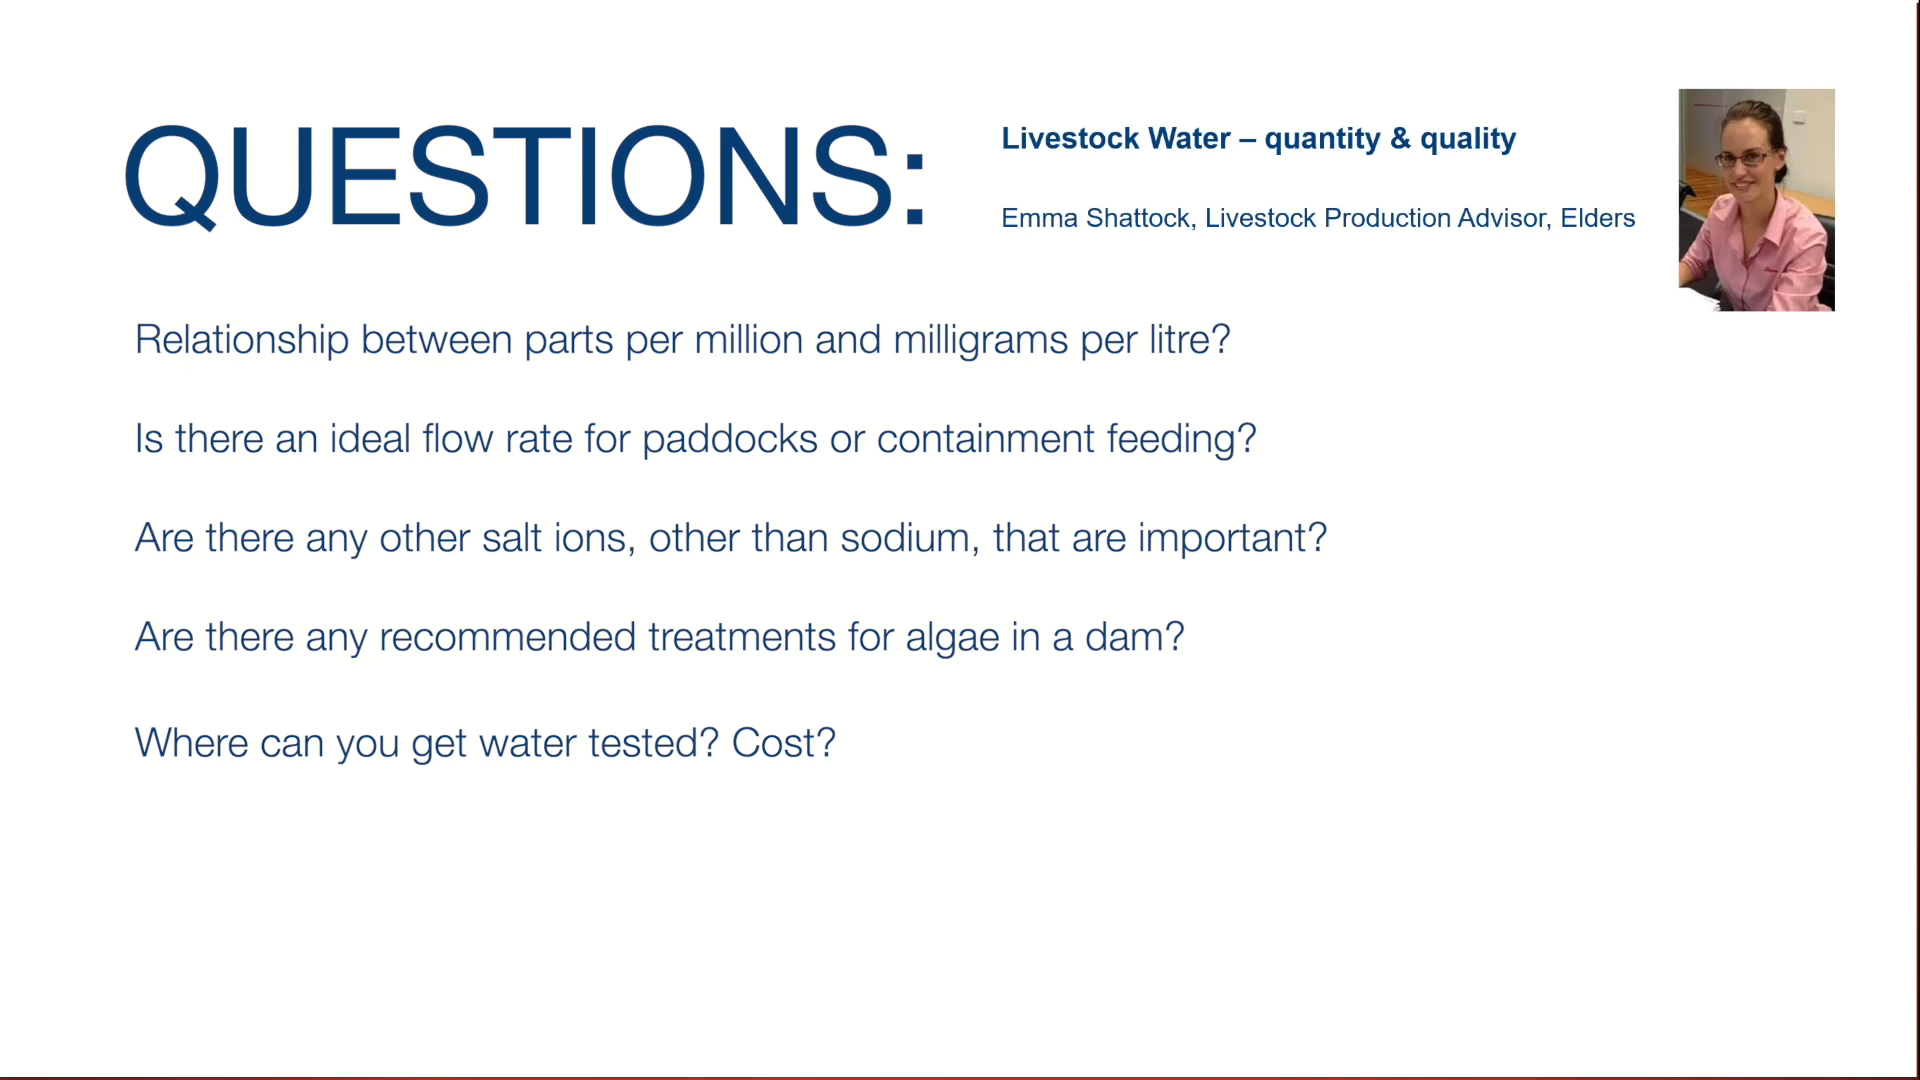 QUESTIONS:
Livestock Water – quantity & quality
Emma Shattock, Livestock Production Advisor, Elders
Relationship between parts per million and milligrams per litre?
Is there an ideal flow rate for paddocks or containment feeding?
Are there any other salt ions, other than sodium, that are important?
Are there any recommended treatments for algae in a dam?
Where can you get water tested? Cost?